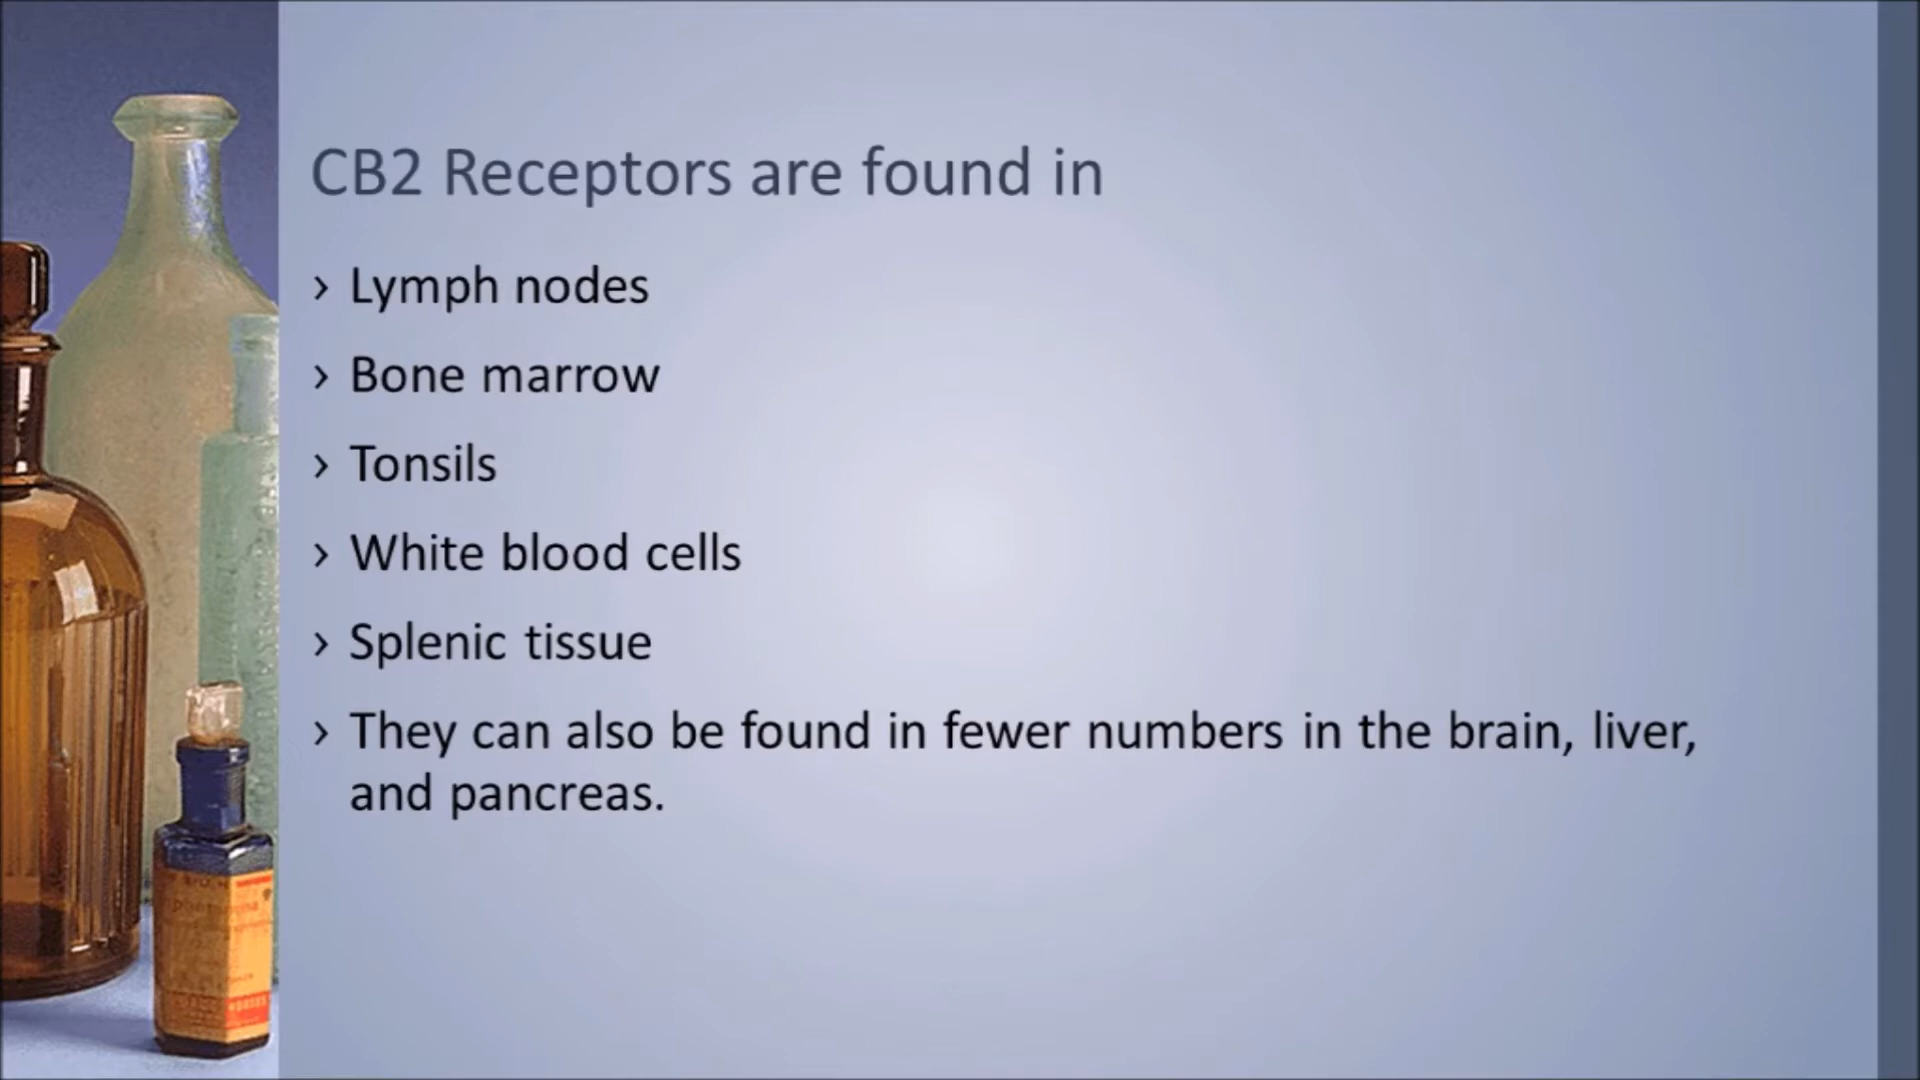 CB2 Receptors are found in
› Lymph nodes
› Bone marrow
› Tonsils
› White blood cells
› Splenic tissue
› They can also be found in fewer numbers in the brain, liver,
and pancreas.